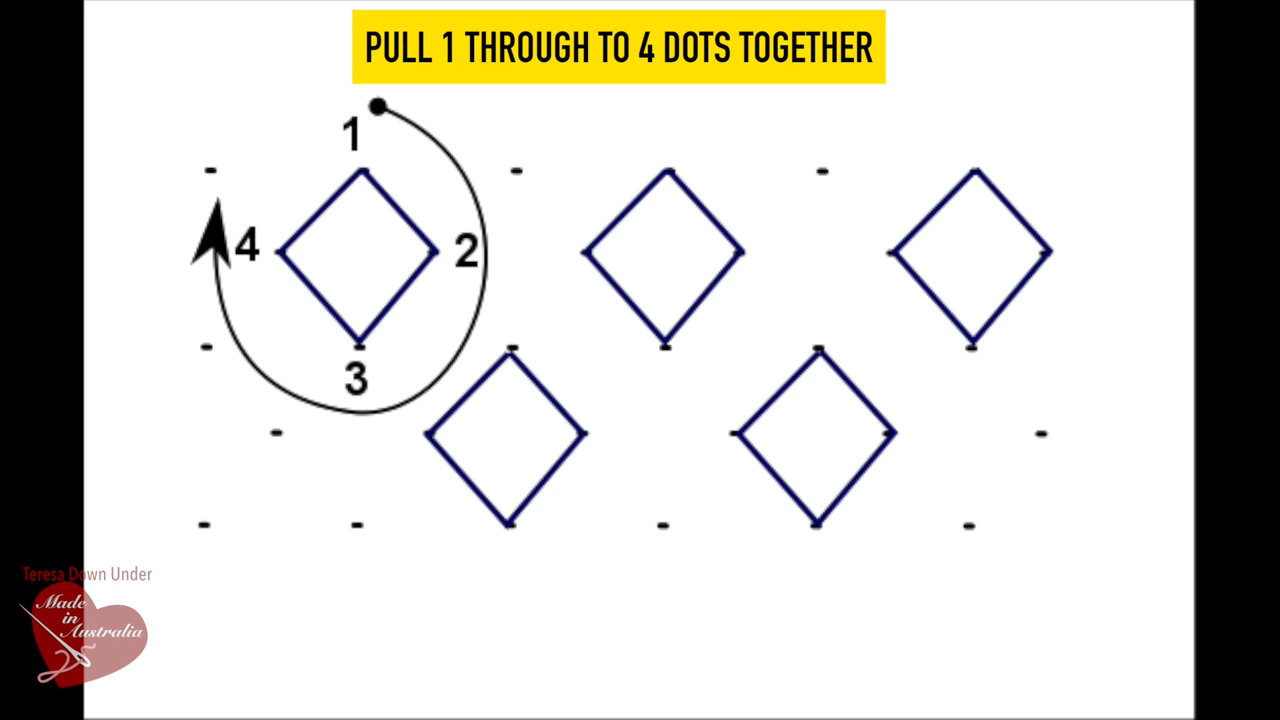 PULL 1 THROUGH TO 4 DOTS TOGETHER
1
4
2
3
Teresa Down Under
Made
in
Australia